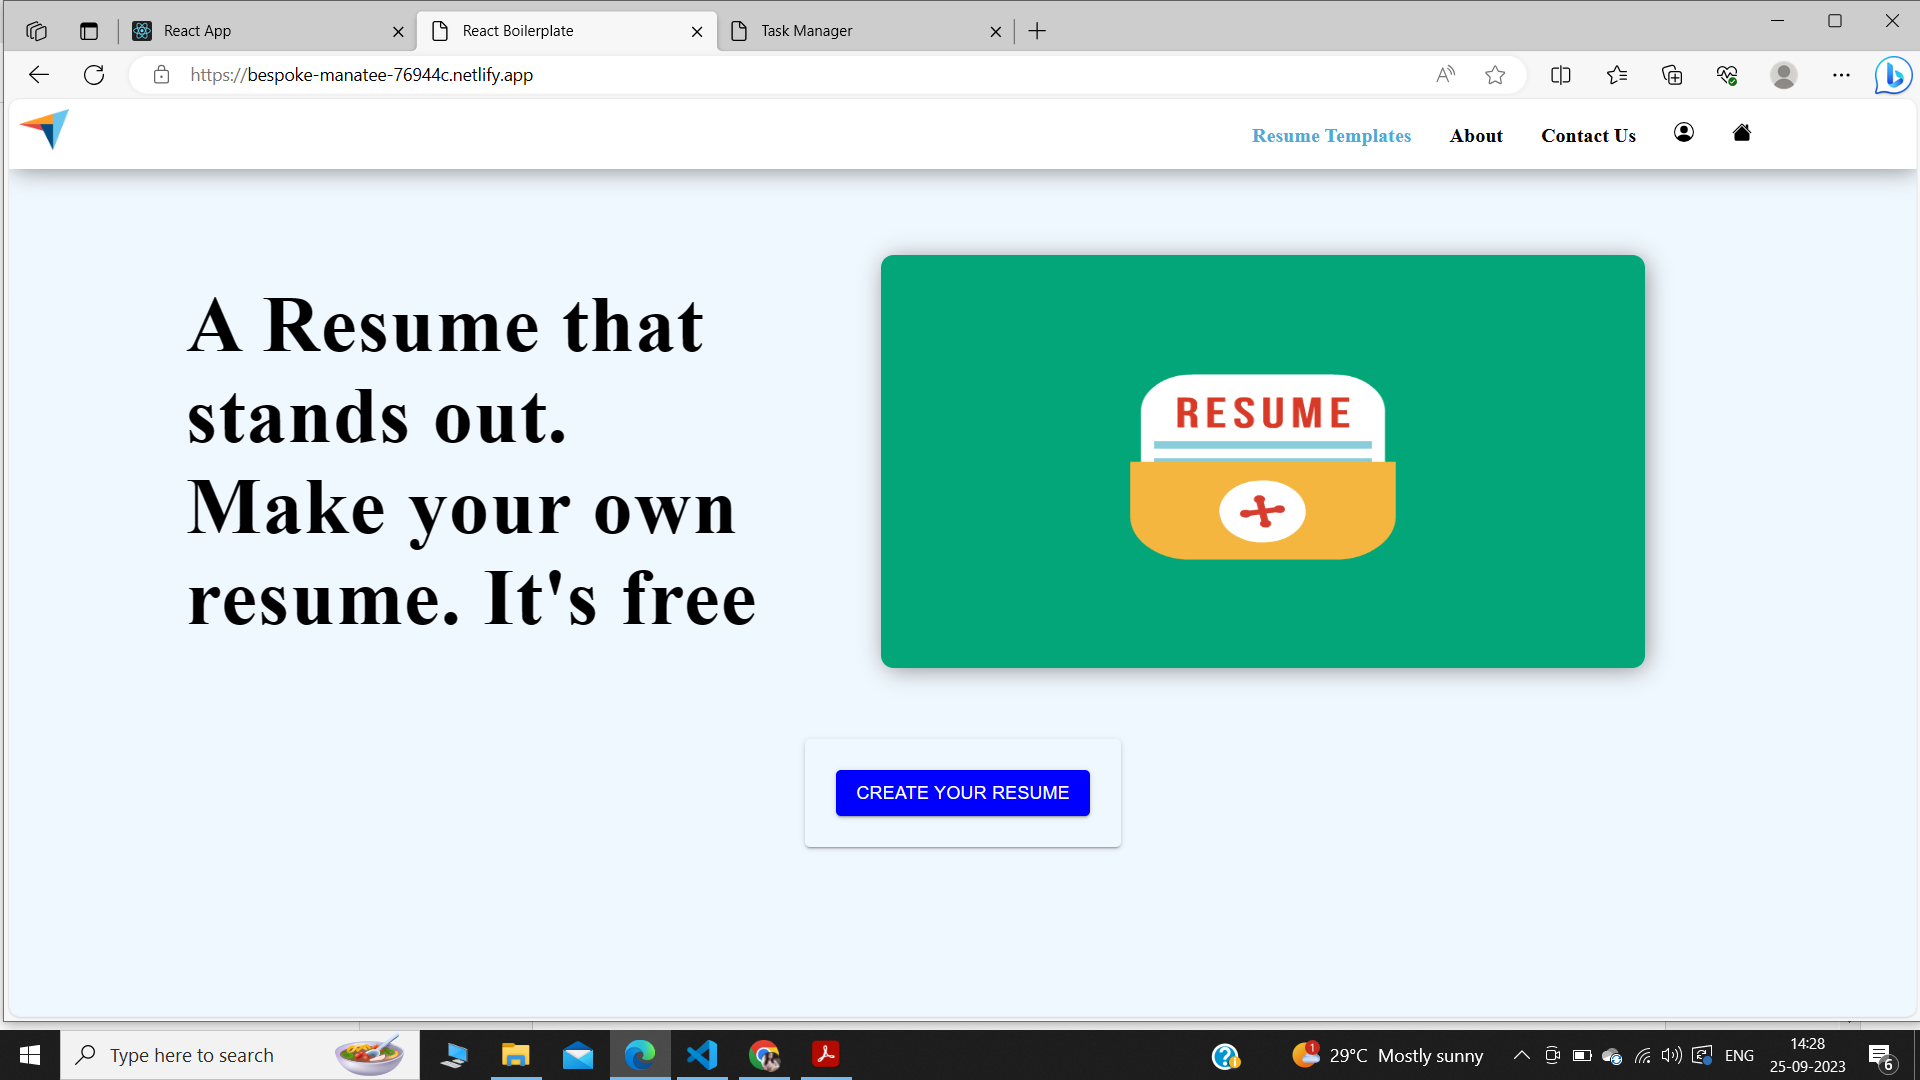 React App
React Boilerplate
Task Manager
https://bespoke-manatee-76944c.netlify.app
Resume Templates
About
Contact Us
A Resume that
stands out.
Make your own
resume. It's free
RESUME
CREATE YOUR RESUME
Type here to search
1
29°C Mostly sunny
ENG
14:28
25-09-2023
6